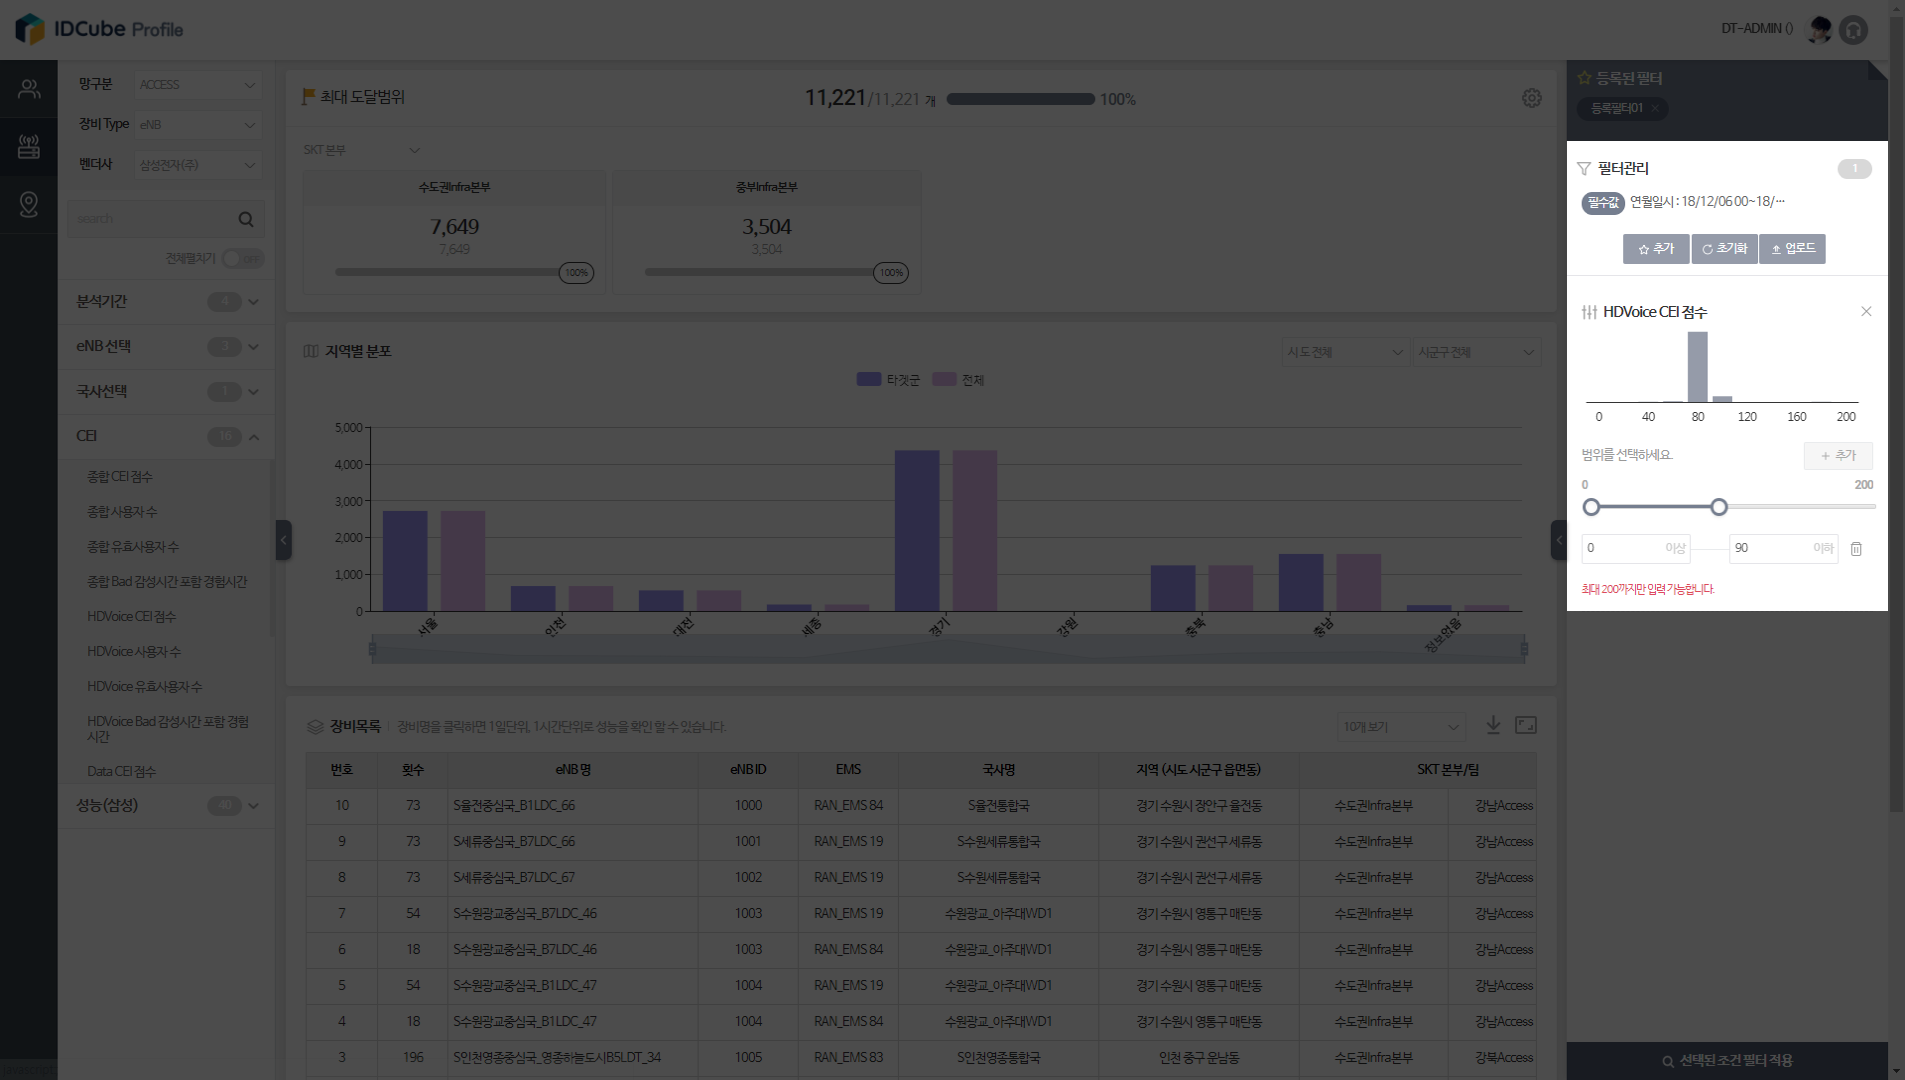 IDCube Profile
DT-ADMIN ()
망구분 ACCESS
장비 Type eNB
벤더사 삼성전자(주)
search
전체펼치기 OFF
분석기간 4
eNB 선택 3
국사선택 1
CEI 16
종합 CEI 점수
종합 사용자 수
종합 유효사용자 수
종합 Bad 감성시간 포함 경험시간
HDVoice CEI 점수
HDVoice 사용자 수
HDVoice 유효사용자 수
HDVoice Bad 감성시간 포함 경험
시간
Data CEI 점수
성능(삼성) 40
최대 도달범위
11,221/11,221 개 100%
SKT 본부
수도권Infra본부
7,649
7,649
100%
중부Infra본부
3,504
3,504
100%
지역별 분포
시도 전체
시군구 전체
타겟군 전체
5,000
4,000
3,000
2,000
1,000
0
서울 인천 대전 세종 경기 강원 충북 충남 정보없음
장비목록 | 장비명을 클릭하면 1일단위, 1시간단위로 성능을 확인 할 수 있습니다.
10개 보기
번호 횟수 eNB 명 eNB ID EMS 국사명 지역 (시도 시군구 읍면동) SKT 본부/팀
10 73 S율전중심국_B1LDC_66 1000 RAN_EMS 84 S율전통합국 경기 수원시 장안구 율전동 수도권Infra본부 강남Access
9 73 S세류중심국_B7LDC_66 1001 RAN_EMS 19 S수원세류통합국 경기 수원시 권선구 세류동 수도권Infra본부 강남Access
8 73 S세류중심국_B7LDC_67 1002 RAN_EMS 19 S수원세류통합국 경기 수원시 권선구 세류동 수도권Infra본부 강남Access
7 54 S수원광교중심국_B7LDC_46 1003 RAN_EMS 19 수원광교_아주대WD1 경기 수원시 영통구 매탄동 수도권Infra본부 강남Access
6 18 S수원광교중심국_B7LDC_46 1003 RAN_EMS 84 수원광교_아주대WD1 경기 수원시 영통구 매탄동 수도권Infra본부 강남Access
5 54 S수원광교중심국_B1LDC_47 1004 RAN_EMS 19 수원광교_아주대WD1 경기 수원시 영통구 매탄동 수도권Infra본부 강남Access
4 18 S수원광교중심국_B1LDC_47 1004 RAN_EMS 84 수원광교_아주대WD1 경기 수원시 영통구 매탄동 수도권Infra본부 강남Access
3 196 S인천영종중심국_영종하늘도시B5LDT_34 1005 RAN_EMS 83 S인천영종통합국 인천 중구 운남동 수도권Infra본부 강북Access
등록된 필터
등록필터01
필터관리 1
필수값 연월일시 : 18/12/06 00~18/···
추가 초기화 업로드
HDVoice CEI 점수
0 40 80 120 160 200
범위를 선택하세요.
+ 추가
0 200
0 이상
90 이하
최대 200까지만 입력 가능합니다.
선택된 조건 필터 적용